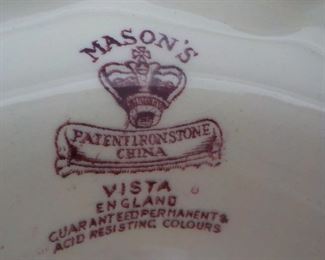 MASON'S
PATENT IRONSTONE
CHINA
VISTA
ENGLAND
GUARANTEED PERMANENT &
ACID RESISTING COLOURS